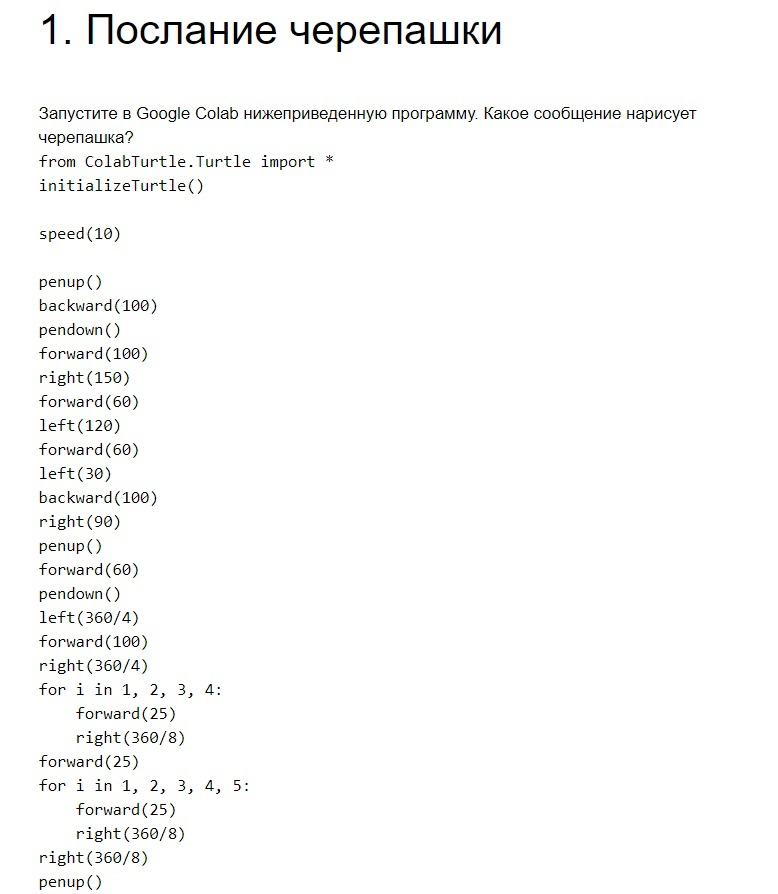 1. Послание черепашки
Запустите в Google Colab нижеприведенную программу. Какое сообщение нарисует
черепашка?
from ColabTurtle.Turtle import *
initializeTurtle()
speed(10)
penup()
backward(100)
pendown()
forward(100)
right(150)
forward(60)
left(120)
forward(60)
left(30)
backward(100)
right(90)
penup()
forward(60)
pendown()
left(360/4)
forward(100)
right(360/4)
for i in 1, 2, 3, 4:
    forward(25)
    right(360/8)
forward(25)
for i in 1, 2, 3, 4, 5:
    forward(25)
    right(360/8)
right(360/8)
penup()